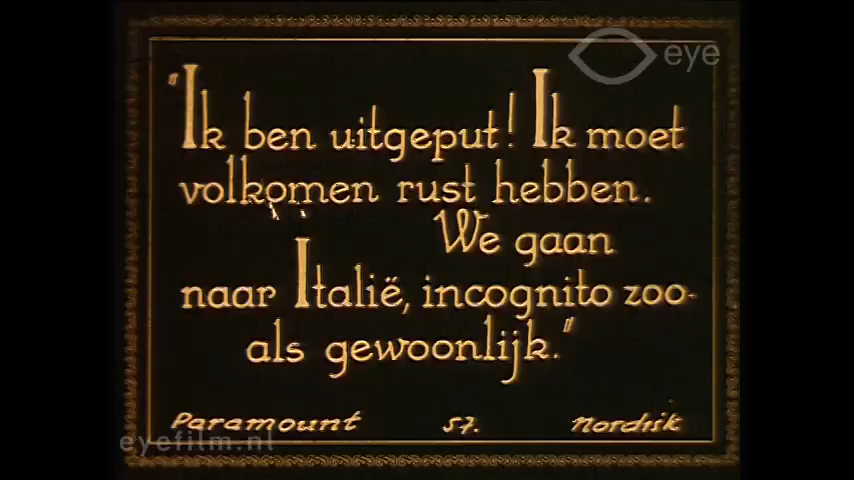 eye
"Ik ben uitgeput! Ik moet
volkomen rust hebben.
We gaan
naar Italië, incognito zoo-
als gewoonlijk."
Paramount 57. Nordisk
eyefilm.nl